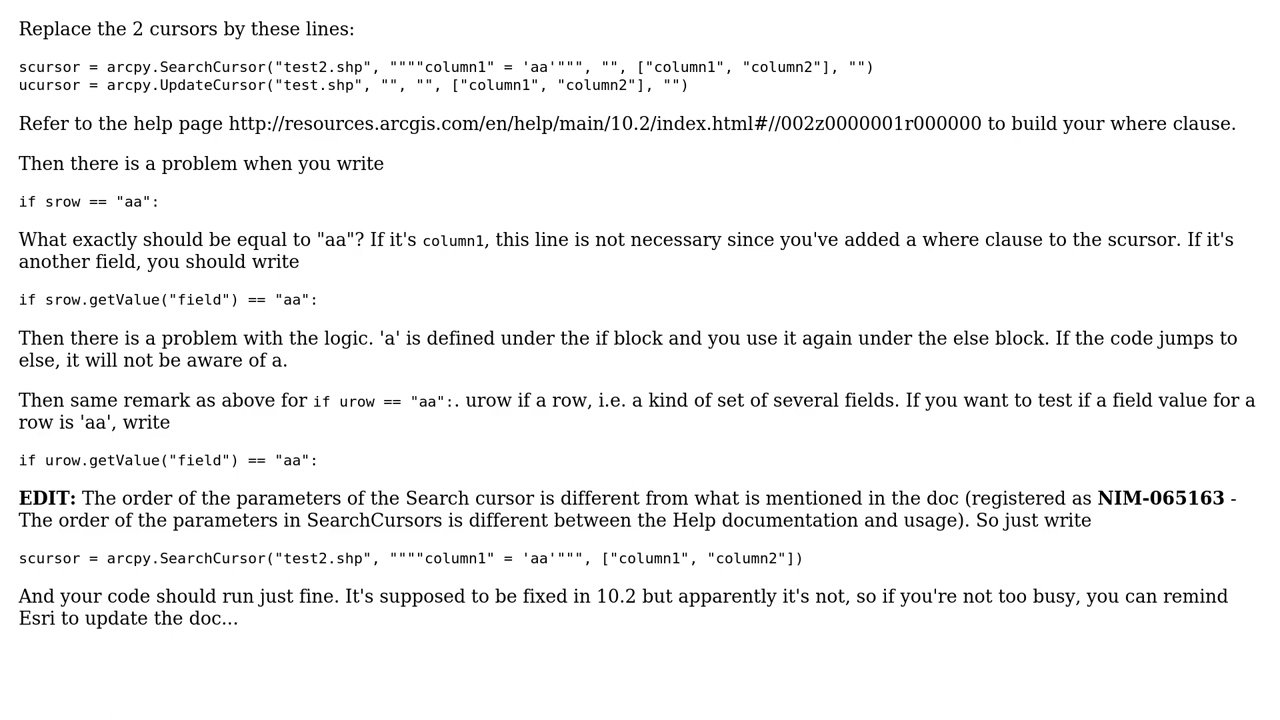 Replace the 2 cursors by these lines:
scursor = arcpy.SearchCursor("test2.shp", """"column1" = 'aa'""", "", ["column1", "column2"], "")
ucursor = arcpy.UpdateCursor("test.shp", "", "", ["column1", "column2"], "")
Refer to the help page http://resources.arcgis.com/en/help/main/10.2/index.html#//002z0000001r000000 to build your where clause.
Then there is a problem when you write
if srow == "aa":
What exactly should be equal to "aa"? If it's column1, this line is not necessary since you've added a where clause to the scursor. If it's
another field, you should write
if srow.getValue("field") == "aa":
Then there is a problem with the logic. 'a' is defined under the if block and you use it again under the else block. If the code jumps to
else, it will not be aware of a.
Then same remark as above for if urow == "aa":. urow if a row, i.e. a kind of set of several fields. If you want to test if a field value for a
row is 'aa', write
if urow.getValue("field") == "aa":
EDIT: The order of the parameters of the Search cursor is different from what is mentioned in the doc (registered as NIM-065163 -
The order of the parameters in SearchCursors is different between the Help documentation and usage). So just write
scursor = arcpy.SearchCursor("test2.shp", """"column1" = 'aa'""", ["column1", "column2"])
And your code should run just fine. It's supposed to be fixed in 10.2 but apparently it's not, so if you're not too busy, you can remind
Esri to update the doc...